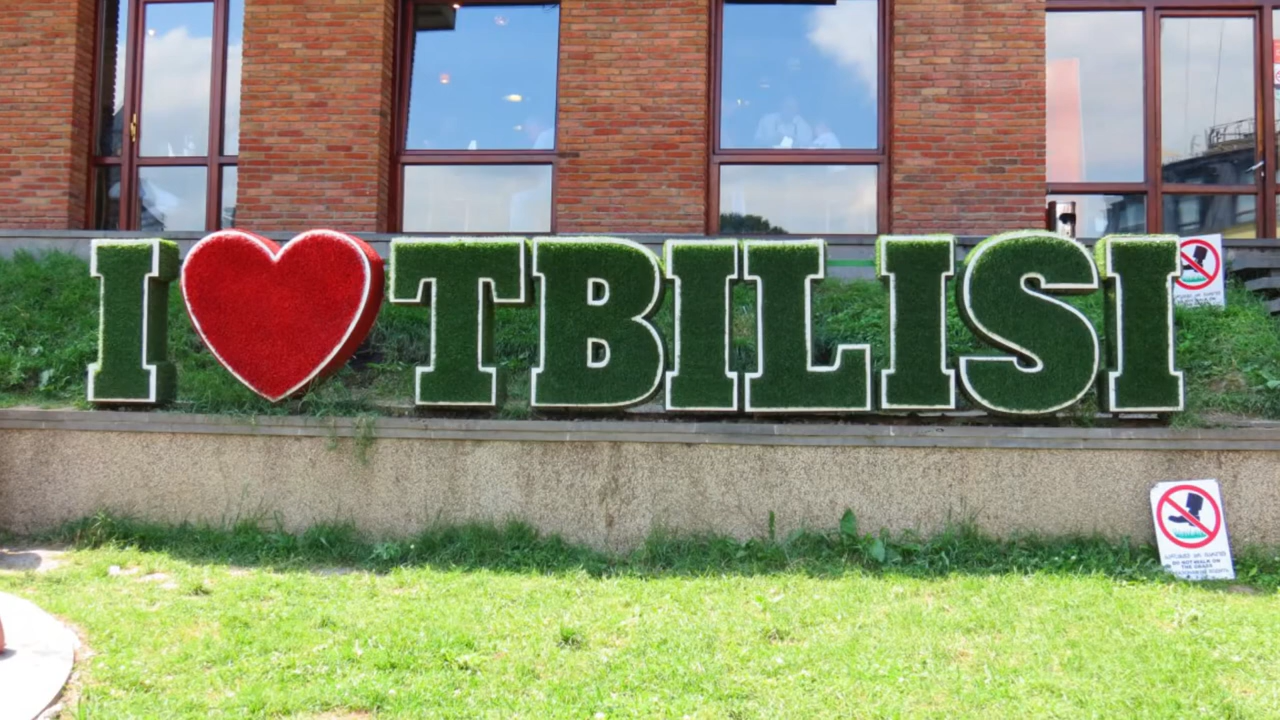 I ❤ TBILISI
DO NOT WALK ON
THE GRASS